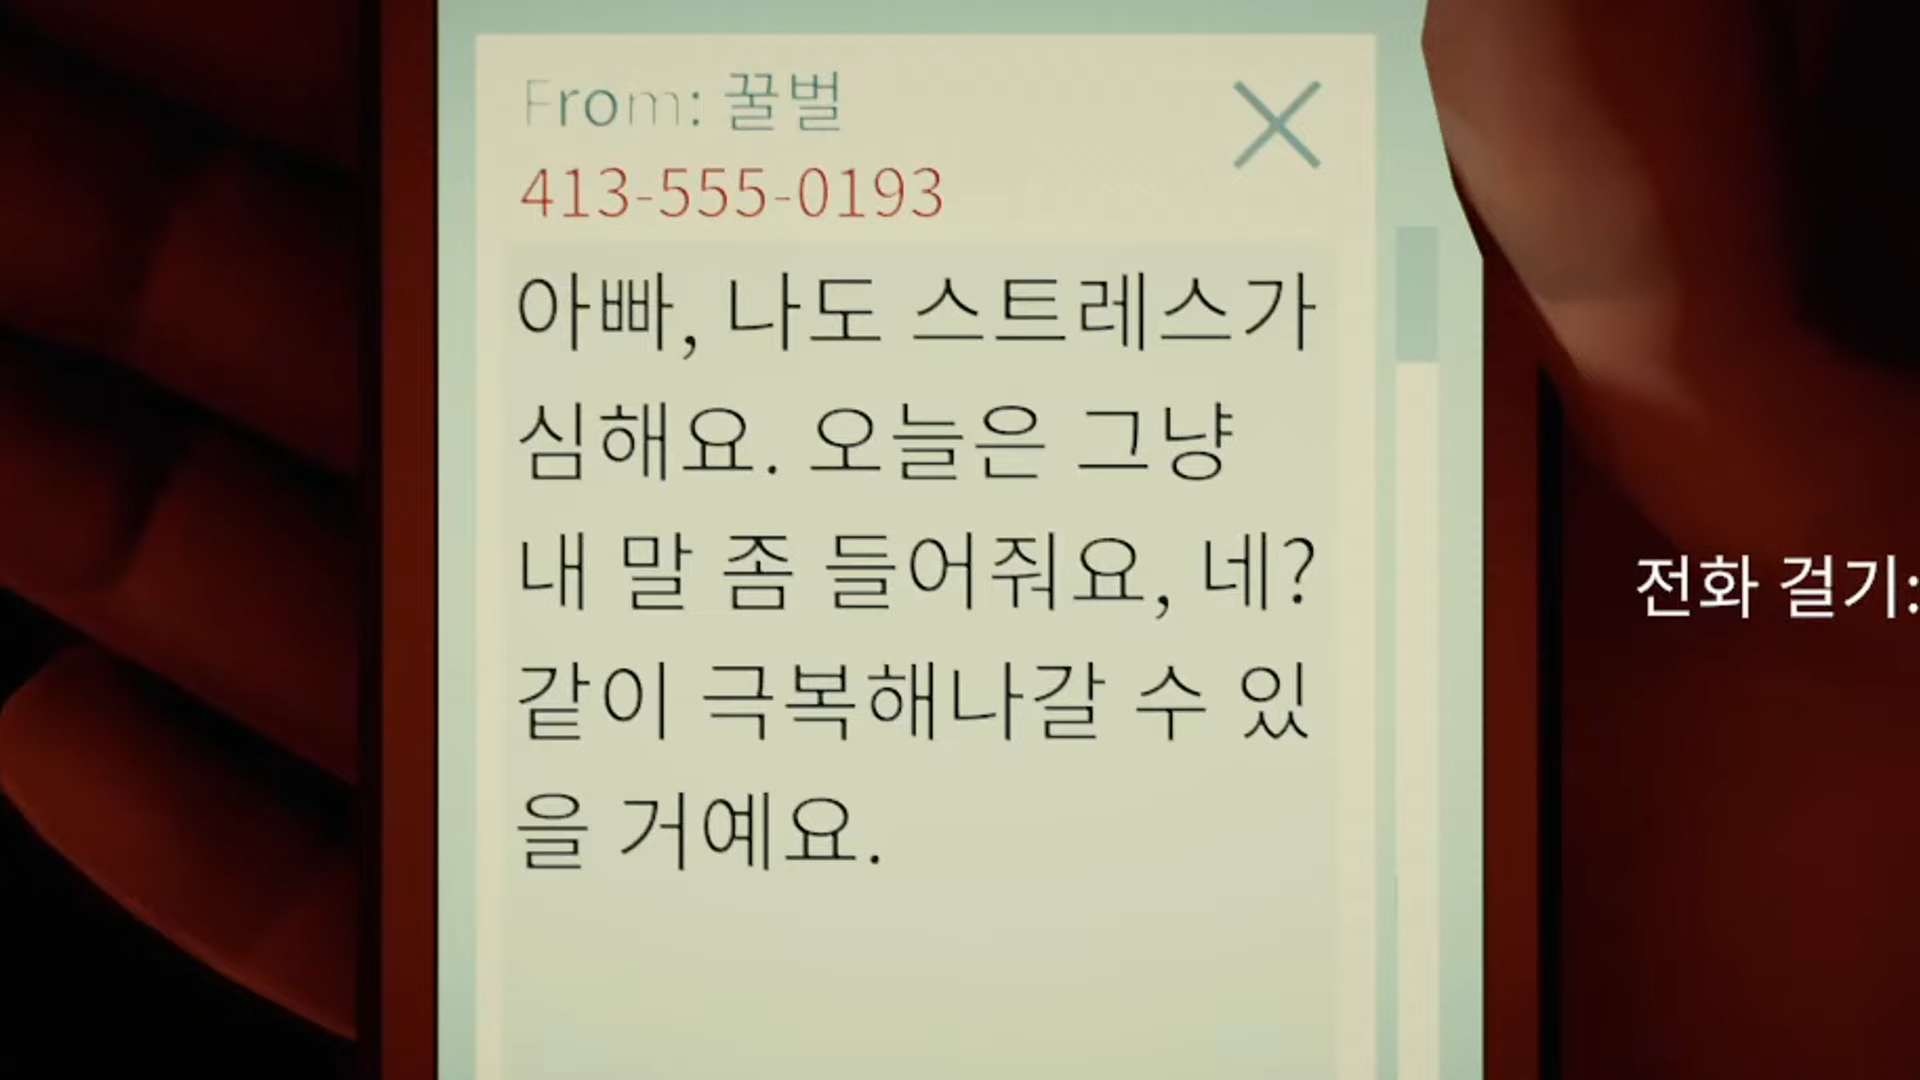 From: 꿀벌
413-555-0193
아빠, 나도 스트레스가
심해요. 오늘은 그냥
내 말 좀 들어줘요, 네?
같이 극복해나갈 수 있
을 거예요.
전화 걸기: